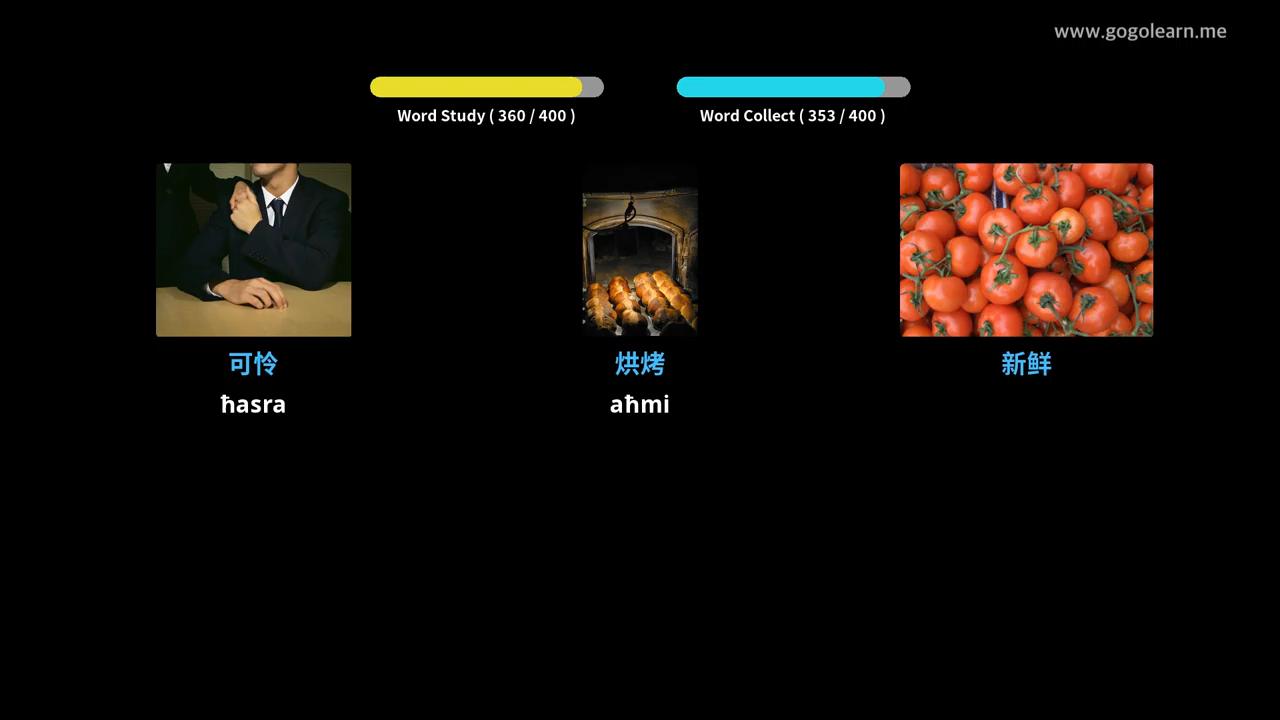 www.gogolearn.me
Word Study ( 360 / 400 )
Word Collect ( 353 / 400 )
可怜
烘烤
新鲜
ħasra
aħmi